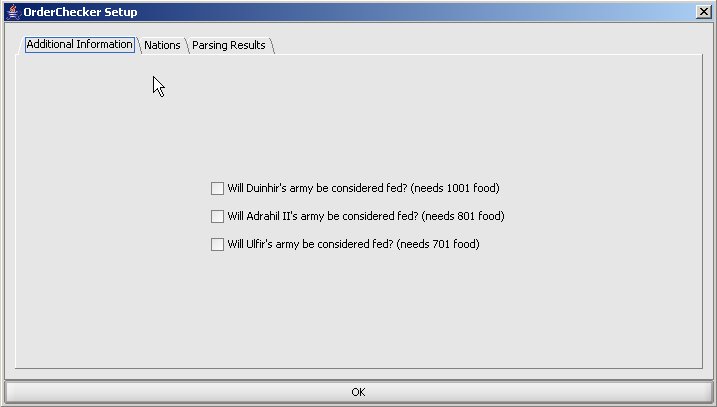 OrderChecker Setup
Additional Information Nations Parsing Results
Will Duinhir's army be considered fed? (needs 1001 food)
Will Adrahil II's army be considered fed? (needs 801 food)
Will Ulfir's army be considered fed? (needs 701 food)
OK